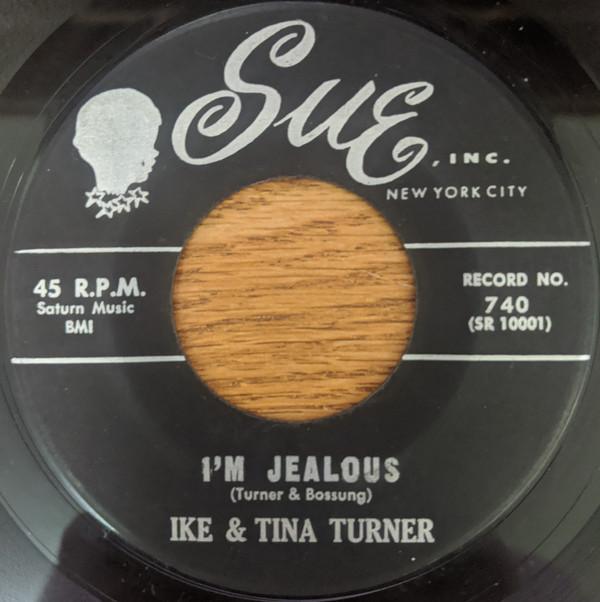 Sue, INC.
NEW YORK CITY
45 R.P.M.
Saturn Music
BMI
RECORD NO.
740
(SR 10001)
I'M JEALOUS
(Turner & Bossung)
IKE & TINA TURNER